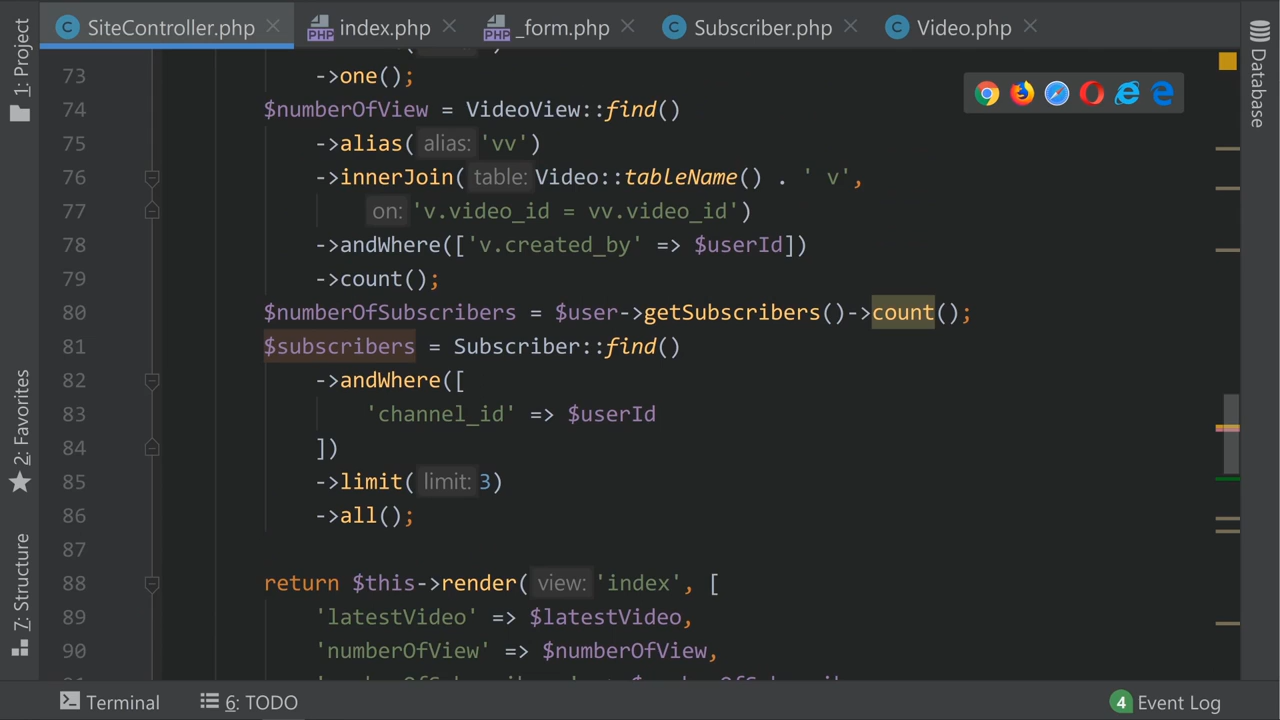 SiteController.php
index.php
_form.php
Subscriber.php
Video.php
1: Project
2: Favorites
7: Structure
Database
73 ->one();
74 $numberOfView = VideoView::find()
75 ->alias( alias: 'vv')
76 ->innerJoin( table: Video::tableName() . ' v',
77 on: 'v.video_id = vv.video_id')
78 ->andWhere(['v.created_by' => $userId])
79 ->count();
80 $numberOfSubscribers = $user->getSubscribers()->count();
81 $subscribers = Subscriber::find()
82 ->andWhere([
83 'channel_id' => $userId
84 ])
85 ->limit( limit: 3)
86 ->all();
87
88 return $this->render( view: 'index', [
89 'latestVideo' => $latestVideo,
90 'numberOfView' => $numberOfView,
Terminal
6: TODO
4 Event Log